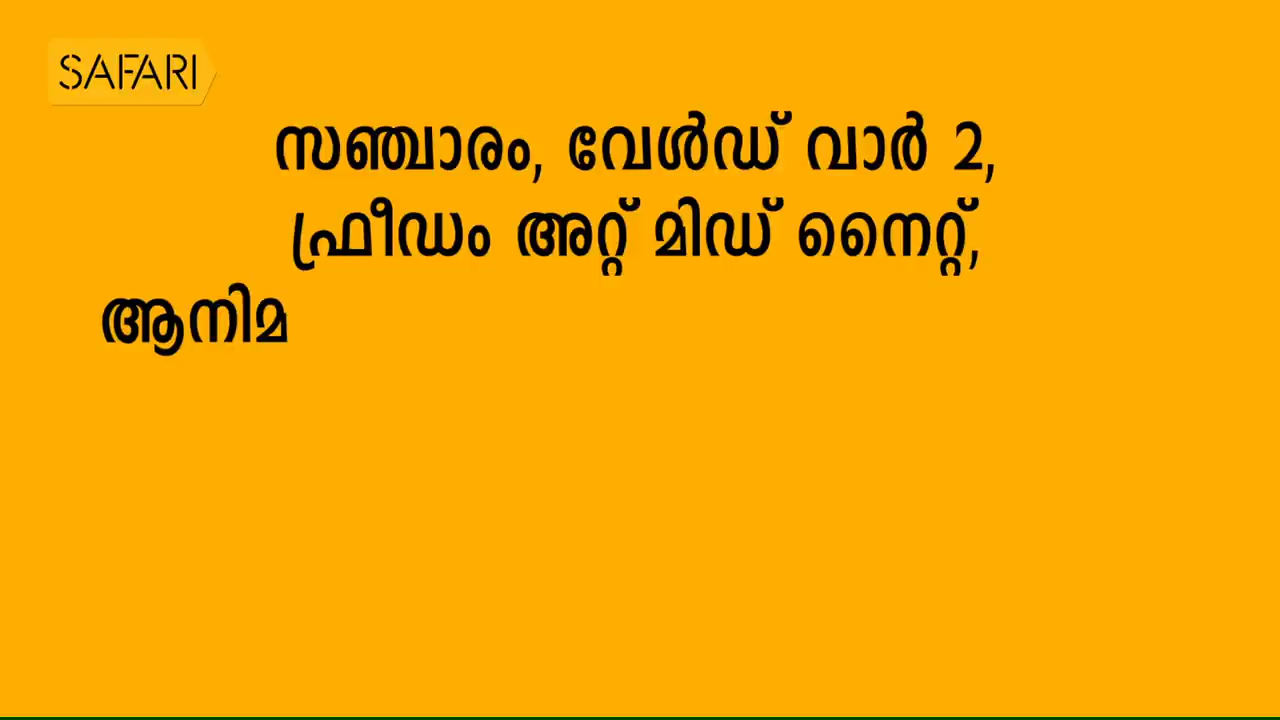 SAFARI
സഞ്ചാരം, വേൾഡ് വാർ 2,
ഫ്രീഡം അറ്റ് മിഡ് നൈറ്റ്,
ആനിമ